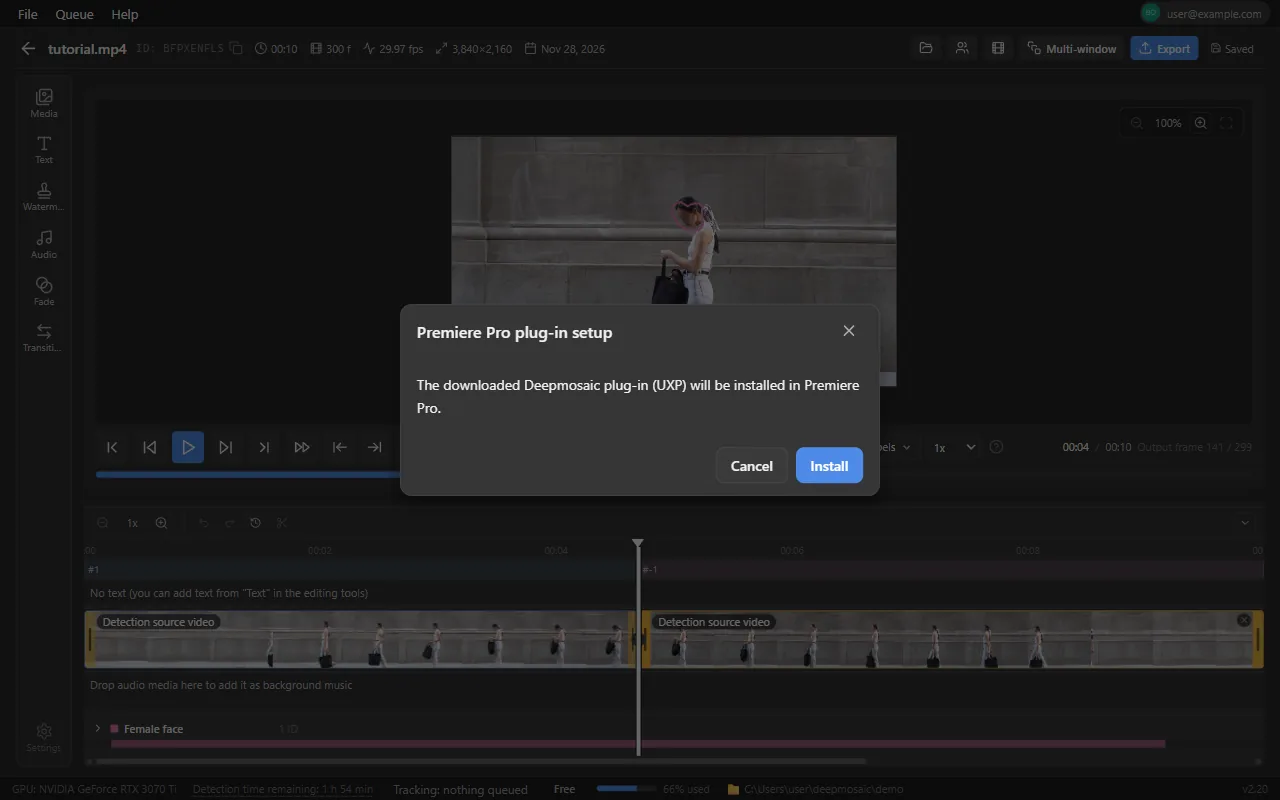 File Queue Help user@example.com
tutorial.mp4 ID: BFPXENFLS 00:10 300 f 29.97 fps 3,840×2,160 Nov 28, 2026 Multi-window Export Saved
Media
Text
Waterm...
Audio
Fade
Transiti...
Settings
100%
Premiere Pro plug-in setup
The downloaded Deepmosaic plug-in (UXP) will be installed in Premiere
Pro.
Cancel Install
1x 00:04 / 00:10 Output frame 141 / 299
1x
00 00:02 00:04 00:06 00:08 00
#1 #-1
No text (you can add text from "Text" in the editing tools)
Detection source video Detection source video
Drop audio media here to add it as background music
Female face 1
GPU: NVIDIA GeForce RTX 3070 Ti Detection time remaining: 1 h 54 min Tracking: nothing queued Free 66% used C:\Users\user\deepmosaic\demo v2.20